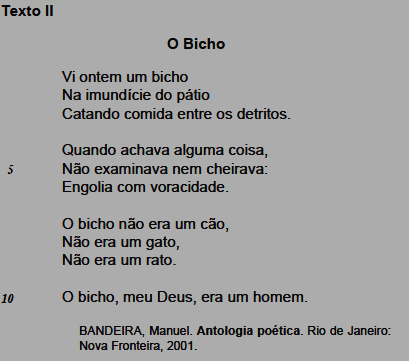 Texto II
O Bicho
Vi ontem um bicho
Na imundície do pátio
Catando comida entre os detritos.
Quando achava alguma coisa,
5 Não examinava nem cheirava:
Engolia com voracidade.
O bicho não era um cão,
Não era um gato,
Não era um rato.
10 O bicho, meu Deus, era um homem.
BANDEIRA, Manuel. Antologia poética. Rio de Janeiro:
Nova Fronteira, 2001.